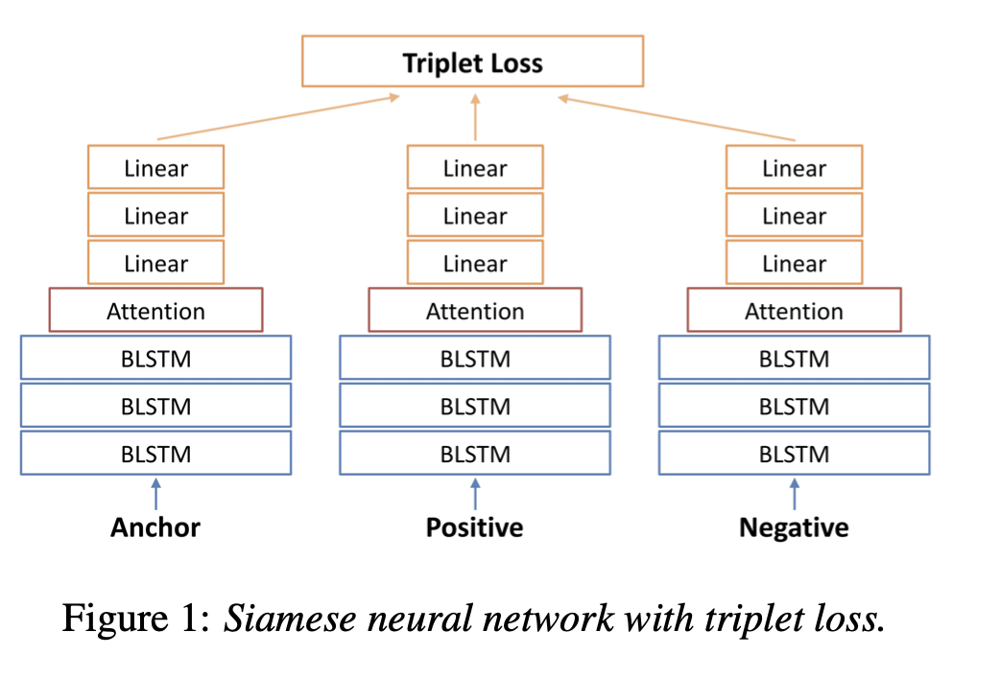 Triplet Loss
Linear Linear Linear
Linear Linear Linear
Linear Linear Linear
Attention Attention Attention
BLSTM BLSTM BLSTM
BLSTM BLSTM BLSTM
BLSTM BLSTM BLSTM
Anchor Positive Negative
Figure 1: Siamese neural network with triplet loss.